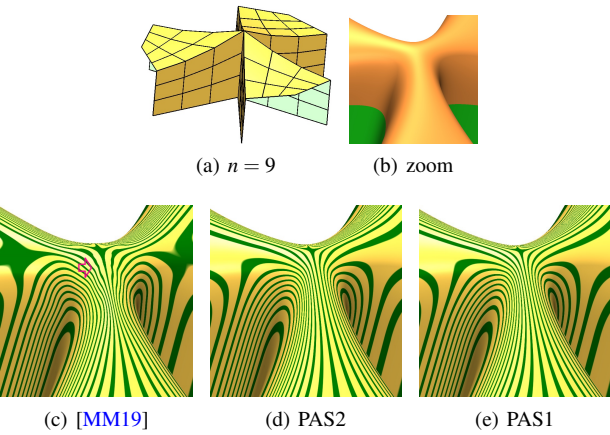 (a) n = 9
(b) zoom
(c) [MM19]
(d) PAS2
(e) PAS1